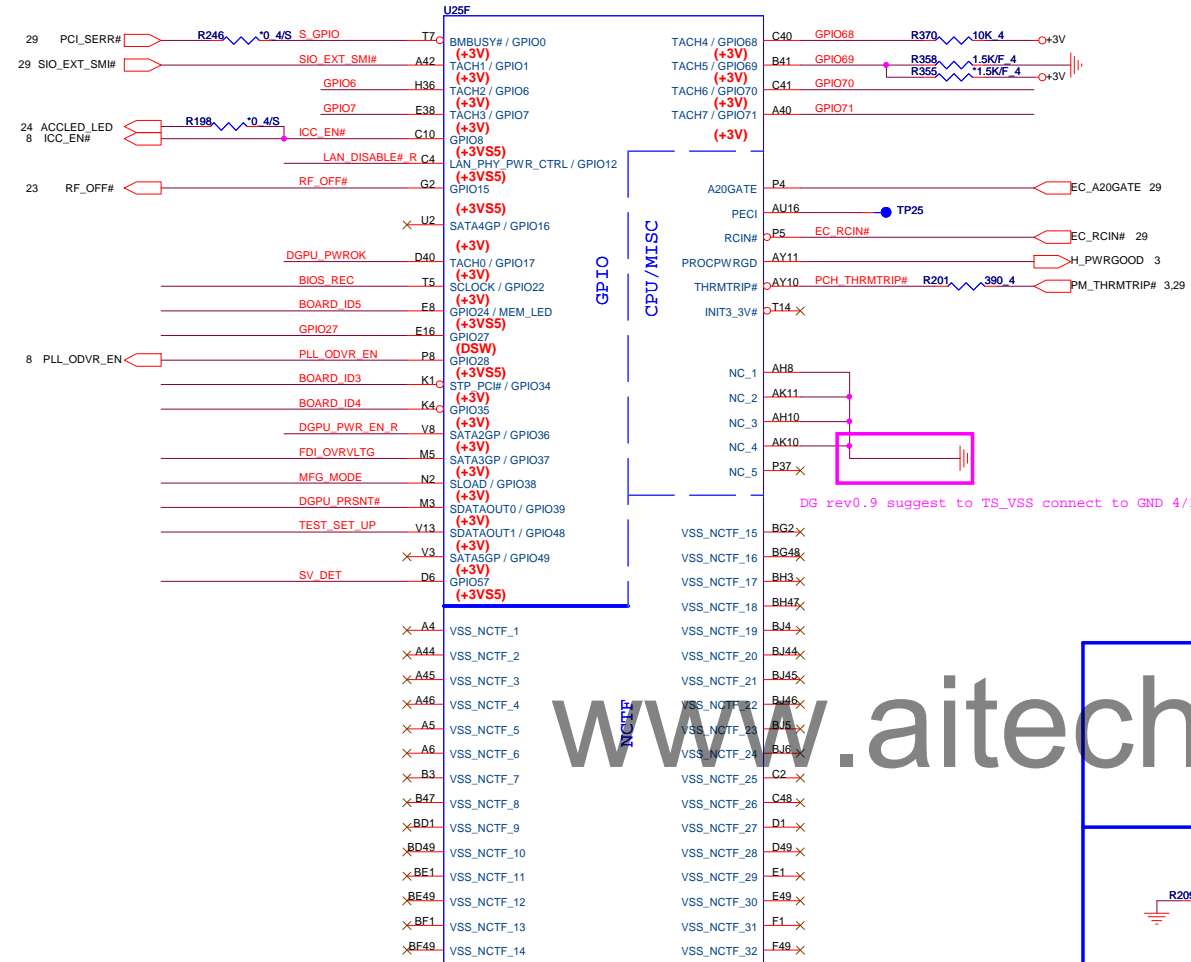 U25F
29 PCI_SERR# R246 *0_4/S S_GPIO T7 BMBUSY# / GPIO0
(+3V)
29 SIO_EXT_SMI# SIO_EXT_SMI# A42 TACH1 / GPIO1
(+3V)
GPIO6 H36 TACH2 / GPIO6
(+3V)
GPIO7 E38 TACH3 / GPIO7
(+3V)
24 ACCLED_LED R198 *0_4/S
8 ICC_EN# ICC_EN# C10 GPIO8
(+3VS5)
LAN_DISABLE#_R C4 LAN_PHY_PWR_CTRL / GPIO12
(+3VS5)
23 RF_OFF# RF_OFF# G2 GPIO15
(+3VS5)
U2 SATA4GP / GPIO16
(+3V)
DGPU_PWROK D40 TACH0 / GPIO17
(+3V)
BIOS_REC T5 SCLOCK / GPIO22
(+3V)
BOARD_ID5 E8 GPIO24 / MEM_LED
(+3VS5)
GPIO27 E16 GPIO27
(DSW)
8 PLL_ODVR_EN PLL_ODVR_EN P8 GPIO28
(+3VS5)
BOARD_ID3 K1 STP_PCI# / GPIO34
(+3V)
BOARD_ID4 K4 GPIO35
(+3V)
DGPU_PWR_EN_R V8 SATA2GP / GPIO36
(+3V)
FDI_OVRVLTG M5 SATA3GP / GPIO37
(+3V)
MFG_MODE N2 SLOAD / GPIO38
(+3V)
DGPU_PRSNT# M3 SDATAOUT0 / GPIO39
(+3V)
TEST_SET_UP V13 SDATAOUT1 / GPIO48
(+3V)
V3 SATA5GP / GPIO49
(+3V)
SV_DET D6 GPIO57
(+3VS5)
A4 VSS_NCTF_1
A44 VSS_NCTF_2
A45 VSS_NCTF_3
A46 VSS_NCTF_4
A5 VSS_NCTF_5
A6 VSS_NCTF_6
B3 VSS_NCTF_7
B47 VSS_NCTF_8
BD1 VSS_NCTF_9
BD49 VSS_NCTF_10
BE1 VSS_NCTF_11
BE49 VSS_NCTF_12
BF1 VSS_NCTF_13
BF49 VSS_NCTF_14
GPIO
CPU/MISC
NCTF
TACH4 / GPIO68 C40 GPIO68 R370 10K_4 +3V
(+3V)
TACH5 / GPIO69 B41 GPIO69 R358 1.5K/F_4
R355 *1.5K/F_4 +3V
(+3V)
TACH6 / GPIO70 C41 GPIO70
(+3V)
TACH7 / GPIO71 A40 GPIO71
(+3V)
A20GATE P4 EC_A20GATE 29
PECI AU16 TP25
RCIN# P5 EC_RCIN# EC_RCIN# 29
PROCPWRGD AY11 H_PWRGOOD 3
THRMTRIP# AY10 PCH_THRMTRIP# R201 390_4 PM_THRMTRIP# 3,29
INIT3_3V# T14
NC_1 AH8
NC_2 AK11
NC_3 AH10
NC_4 AK10
NC_5 P37
DG rev0.9 suggest to TS_VSS connect to GND 4/
VSS_NCTF_15 BG2
VSS_NCTF_16 BG48
VSS_NCTF_17 BH3
VSS_NCTF_18 BH47
VSS_NCTF_19 BJ4
VSS_NCTF_20 BJ44
VSS_NCTF_21 BJ45
VSS_NCTF_22 BJ46
VSS_NCTF_23 BJ5
VSS_NCTF_24 BJ6
VSS_NCTF_25 C2
VSS_NCTF_26 C48
VSS_NCTF_27 D1
VSS_NCTF_28 D49
VSS_NCTF_29 E1
VSS_NCTF_30 E49
VSS_NCTF_31 F1
VSS_NCTF_32 F49
www.aitech
R209